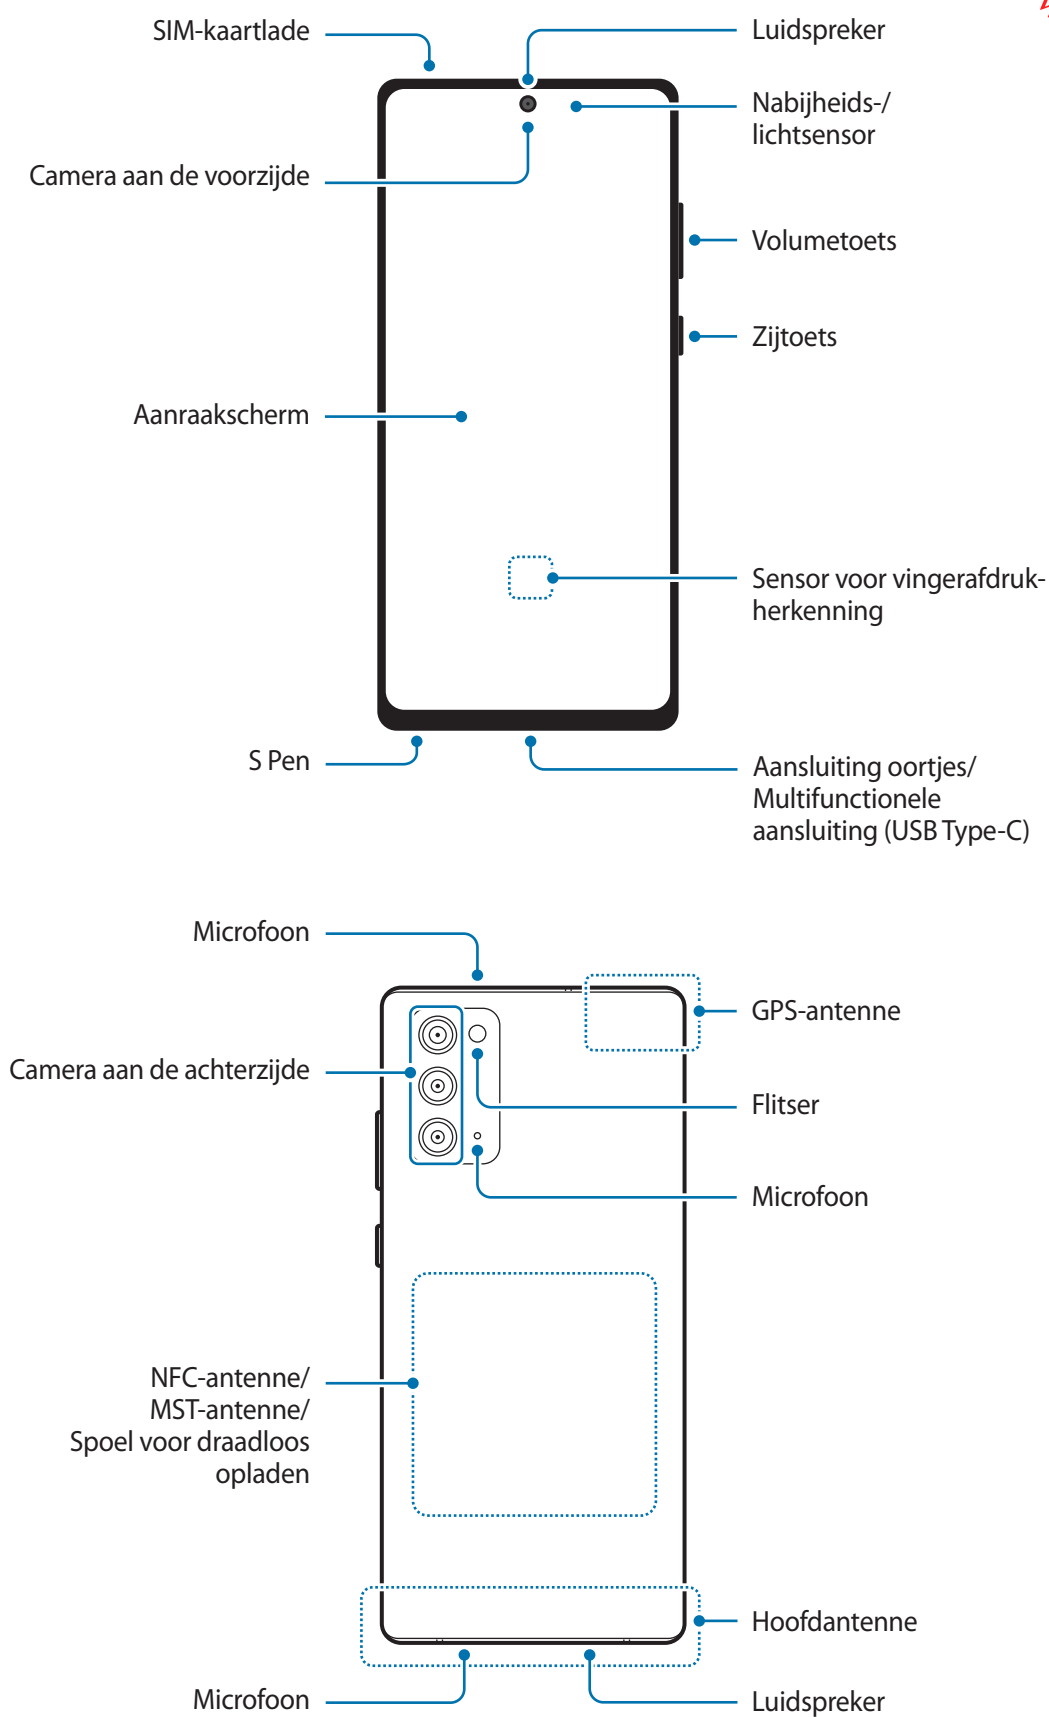 SIM-kaartlade
Luidspreker
Nabijheids-/
lichtsensor
Camera aan de voorzijde
Volumetoets
Zijtoets
Aanraakscherm
Sensor voor vingerafdruk-
herkenning
S Pen
Aansluiting oortjes/
Multifunctionele
aansluiting (USB Type-C)
Microfoon
GPS-antenne
Camera aan de achterzijde
Flitser
Microfoon
NFC-antenne/
MST-antenne/
Spoel voor draadloos
opladen
Hoofdantenne
Microfoon
Luidspreker